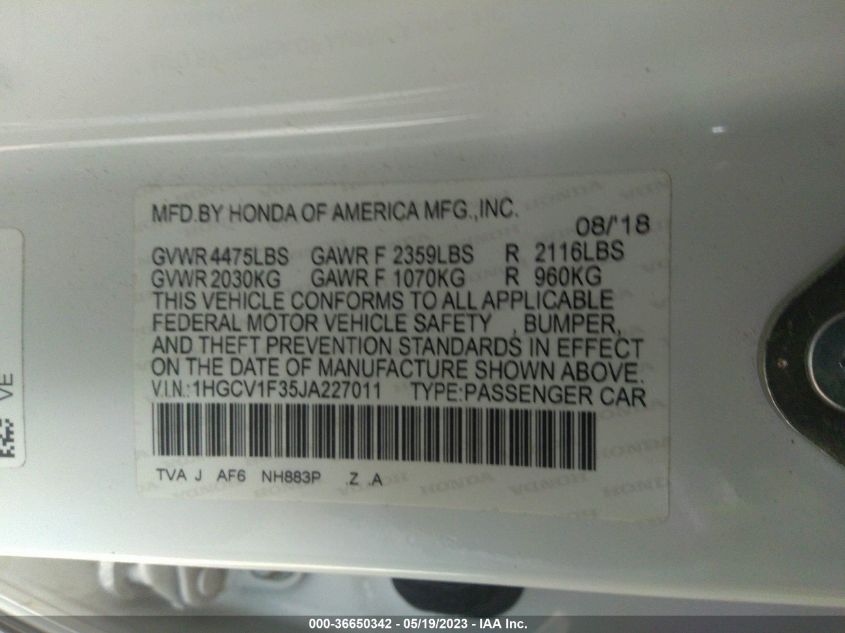 MFD.BY HONDA OF AMERICA MFG.,INC.
08/'18
GVWR 4475LBS GAWR F 2359LBS R 2116LBS
GVWR 2030KG GAWR F 1070KG R 960KG
THIS VEHICLE CONFORMS TO ALL APPLICABLE
FEDERAL MOTOR VEHICLE SAFETY , BUMPER,
AND THEFT PREVENTION STANDARDS IN EFFECT
ON THE DATE OF MANUFACTURE SHOWN ABOVE.
V.I.N.:1HGCV1F35JA227011 TYPE:PASSENGER CAR
TVA J AF6 NH883P .Z .A
VE
000-36650342 - 05/19/2023 - IAA Inc.